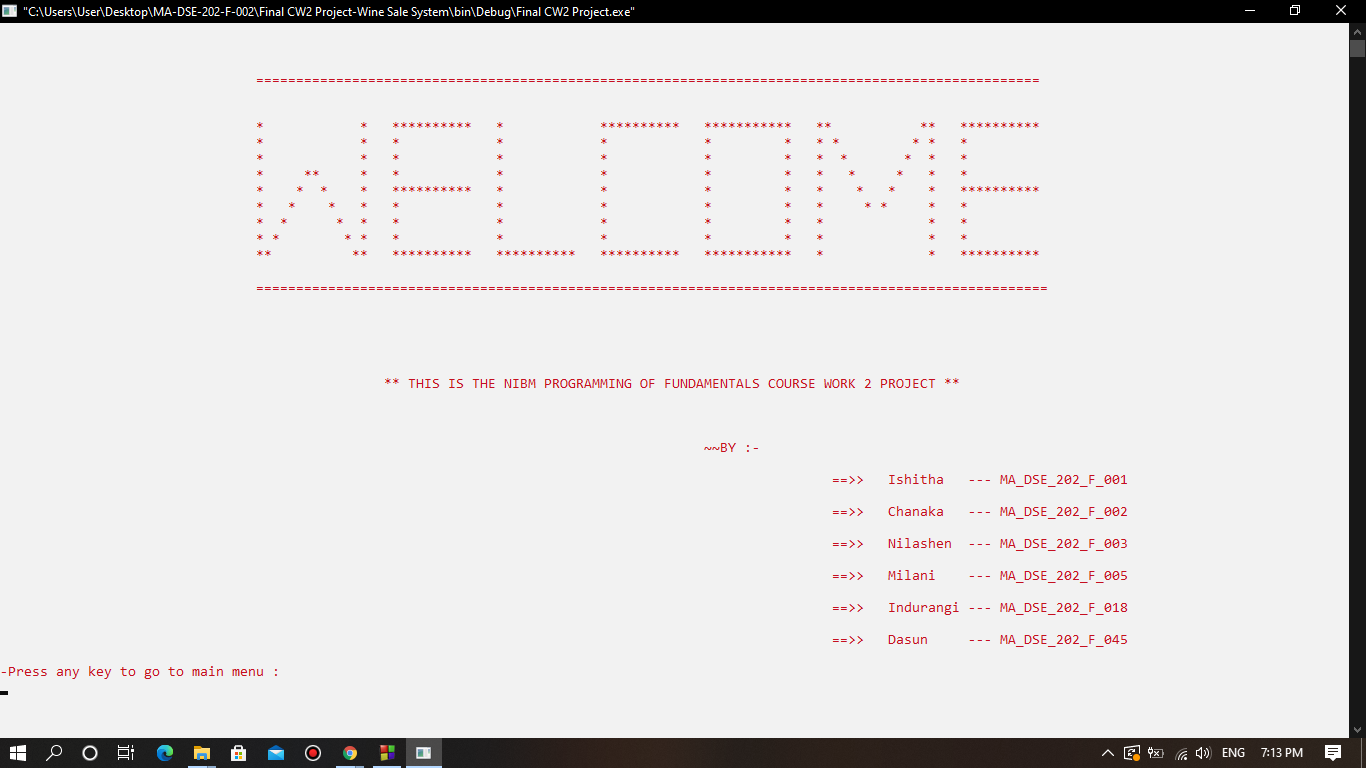 "C:\Users\User\Desktop\MA-DSE-202-F-002\Final CW2 Project-Wine Sale System\bin\Debug\Final CW2 Project.exe"
WELCOME
** THIS IS THE NIBM PROGRAMMING OF FUNDAMENTALS COURSE WORK 2 PROJECT **
~~BY :-
==>> Ishitha --- MA_DSE_202_F_001
==>> Chanaka --- MA_DSE_202_F_002
==>> Nilashen --- MA_DSE_202_F_003
==>> Milani --- MA_DSE_202_F_005
==>> Indurangi --- MA_DSE_202_F_018
==>> Dasun --- MA_DSE_202_F_045
-Press any key to go to main menu :
ENG 7:13 PM